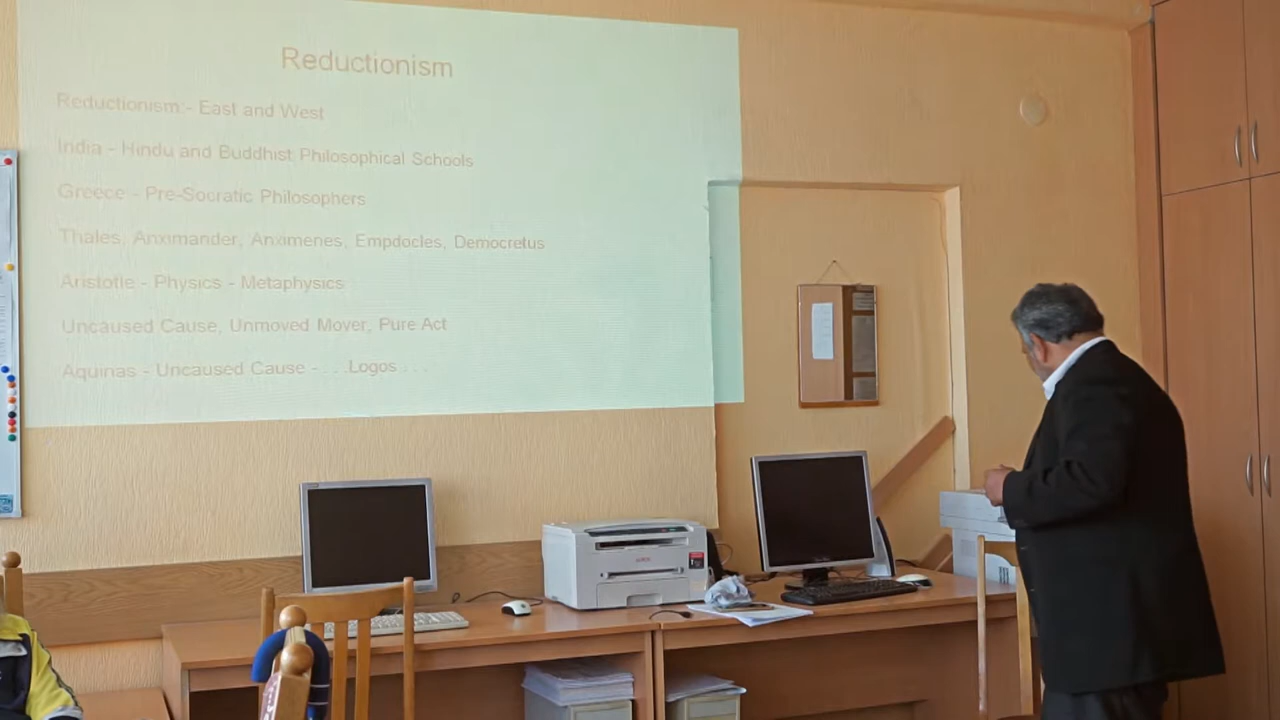 Reductionism
Reductionism:- East and West
India - Hindu and Buddhist Philosophical Schools
Greece - Pre-Socratic Philosophers
Thales, Anximander, Anximenes, Empdocles, Democretus
Aristotle - Physics - Metaphysics
Uncaused Cause, Unmoved Mover, Pure Act
Aquinas - Uncaused Cause - . . .Logos . . .